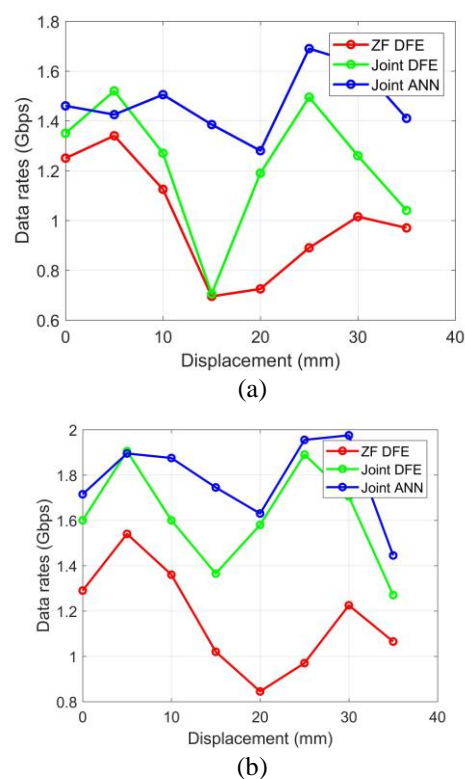 1.8
1.6
1.4
1.2
1
0.8
0.6
Data rates (Gbps)
ZF DFE
Joint DFE
Joint ANN
0 10 20 30 40
Displacement (mm)
(a)
2
1.8
1.6
1.4
1.2
1
0.8
Data rates (Gbps)
ZF DFE
Joint DFE
Joint ANN
0 10 20 30 40
Displacement (mm)
(b)